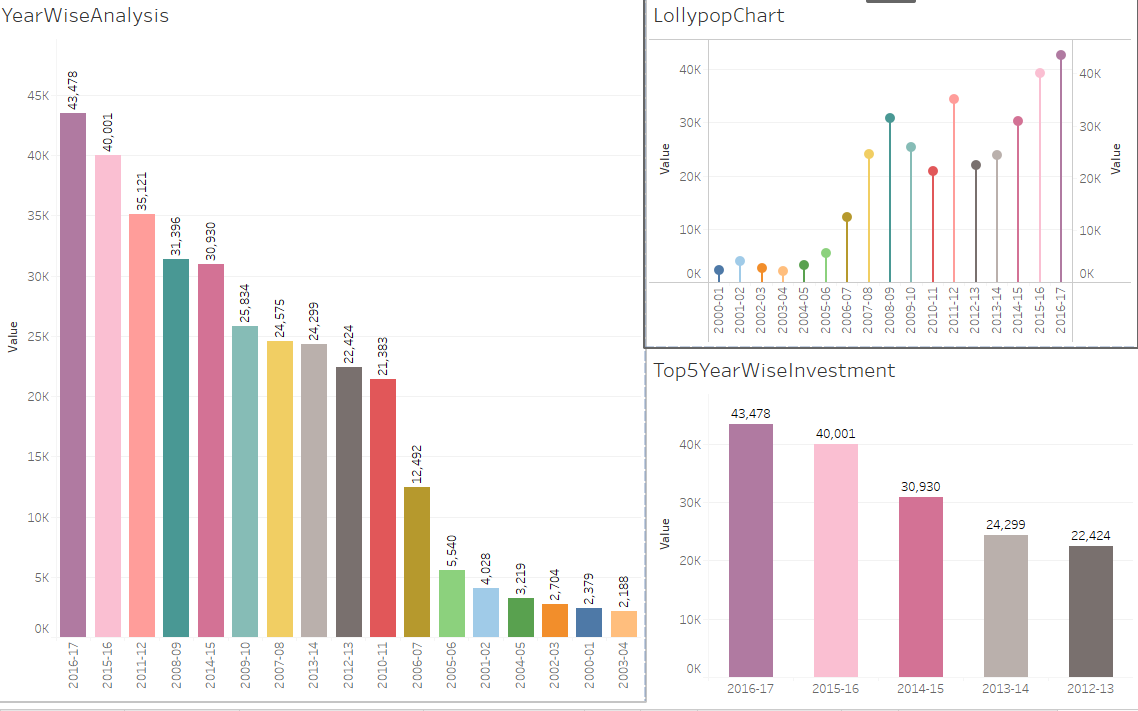 YearWiseAnalysis
Value
45K
40K
35K
30K
25K
20K
15K
10K
5K
0K
43,478
40,001
35,121
31,396
30,930
25,834
24,575
24,299
22,424
21,383
12,492
5,540
4,028
3,219
2,704
2,379
2,188
2016-17
2015-16
2011-12
2008-09
2014-15
2009-10
2007-08
2013-14
2012-13
2010-11
2006-07
2005-06
2001-02
2004-05
2002-03
2000-01
2003-04
LollypopChart
Value
40K
30K
20K
10K
0K
40K
30K
20K
10K
0K
Value
2000-01
2001-02
2002-03
2003-04
2004-05
2005-06
2006-07
2007-08
2008-09
2009-10
2010-11
2011-12
2012-13
2013-14
2014-15
2015-16
2016-17
Top5YearWiseInvestment
Value
40K
30K
20K
10K
0K
43,478
40,001
30,930
24,299
22,424
2016-17
2015-16
2014-15
2013-14
2012-13